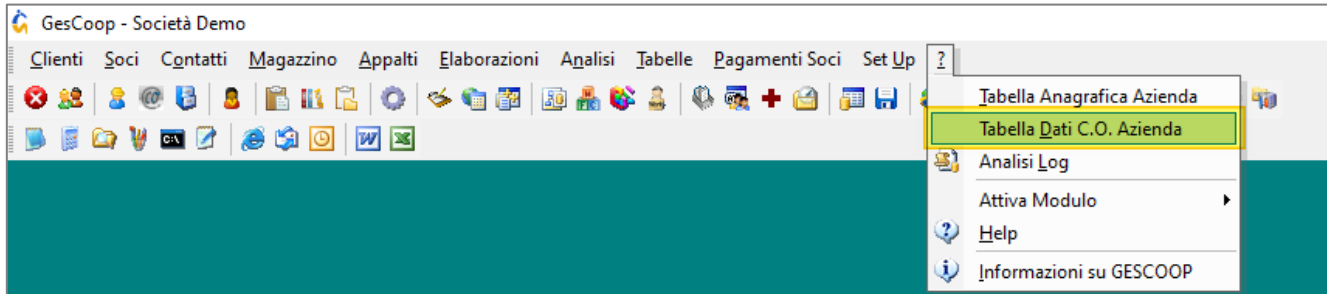 GesCoop - Società Demo
Clienti Soci Contatti Magazzino Appalti Elaborazioni Analisi Tabelle Pagamenti Soci Set Up ?
Tabella Anagrafica Azienda
Tabella Dati C.O. Azienda
Analisi Log
Attiva Modulo
Help
Informazioni su GESCOOP